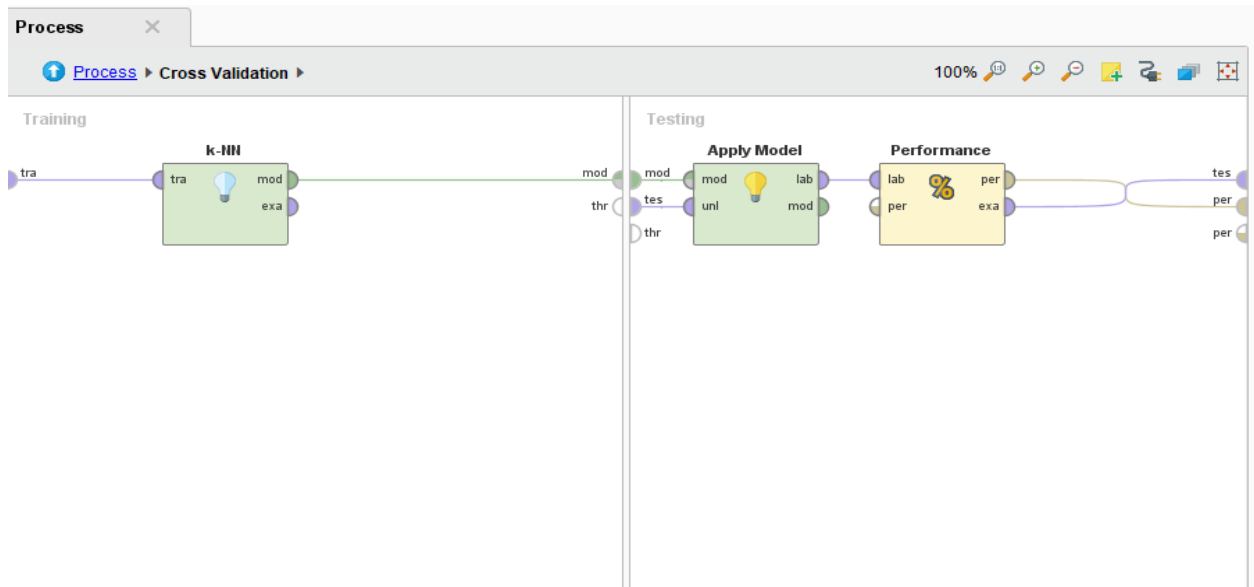 Process
Process Cross Validation
100%
Training
Testing
k-NN
Apply Model
Performance
tra
tra
mod
exa
mod
thr
mod
tes
thr
mod
unl
lab
mod
lab
per
%
per
exa
tes
per
per